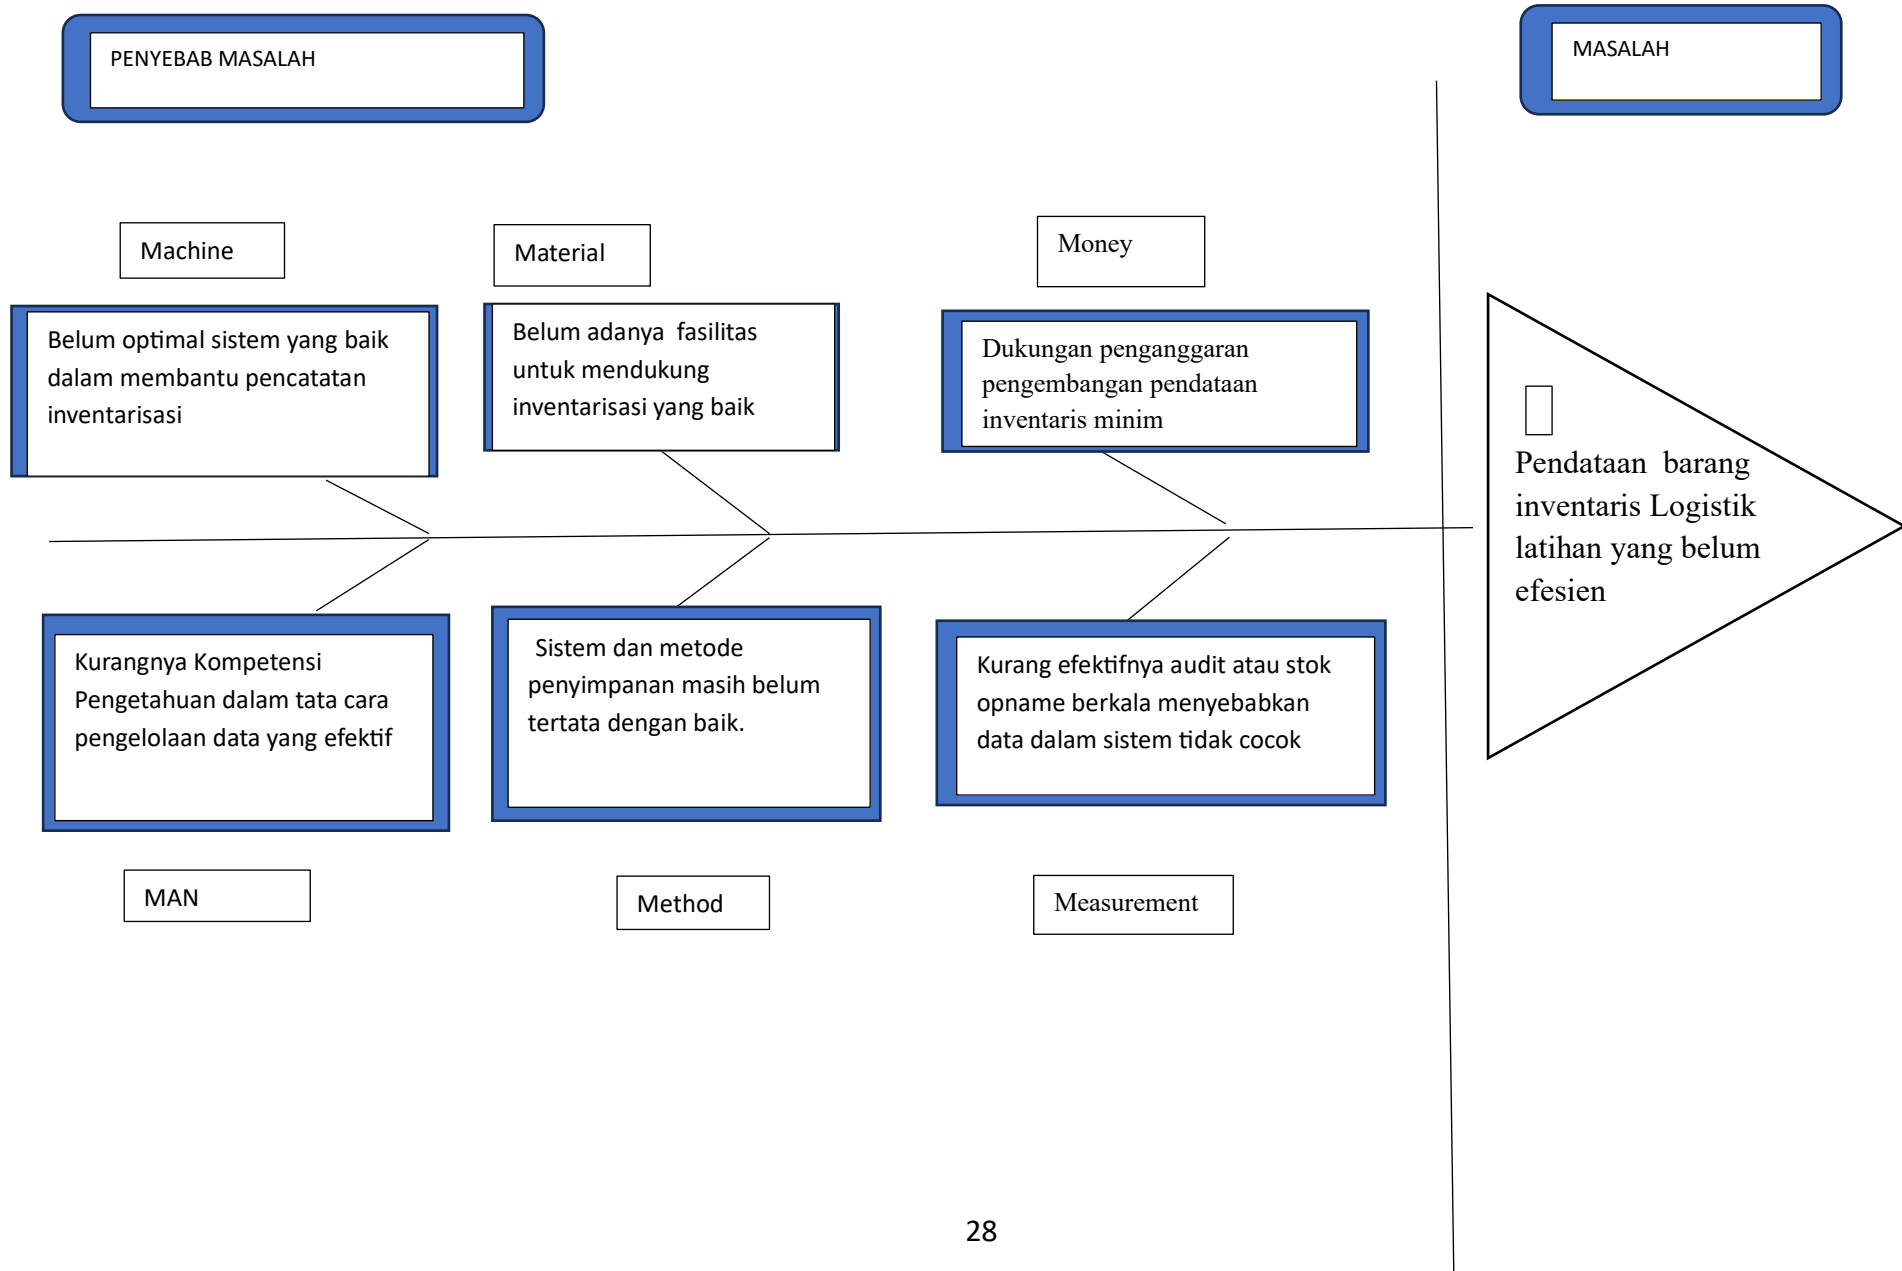 PENYEBAB MASALAH
MASALAH
Machine
Material
Money
Belum optimal sistem yang baik
dalam membantu pencatatan
inventarisasi
Belum adanya  fasilitas
untuk mendukung
inventarisasi yang baik
Dukungan penganggaran
pengembangan pendataan
inventaris minim
Pendataan  barang
inventaris Logistik
latihan yang belum
efesien
Kurangnya Kompetensi
Pengetahuan dalam tata cara
pengelolaan data yang efektif
Sistem dan metode
penyimpanan masih belum
tertata dengan baik.
Kurang efektifnya audit atau stok
opname berkala menyebabkan
data dalam sistem tidak cocok
MAN
Method
Measurement
28